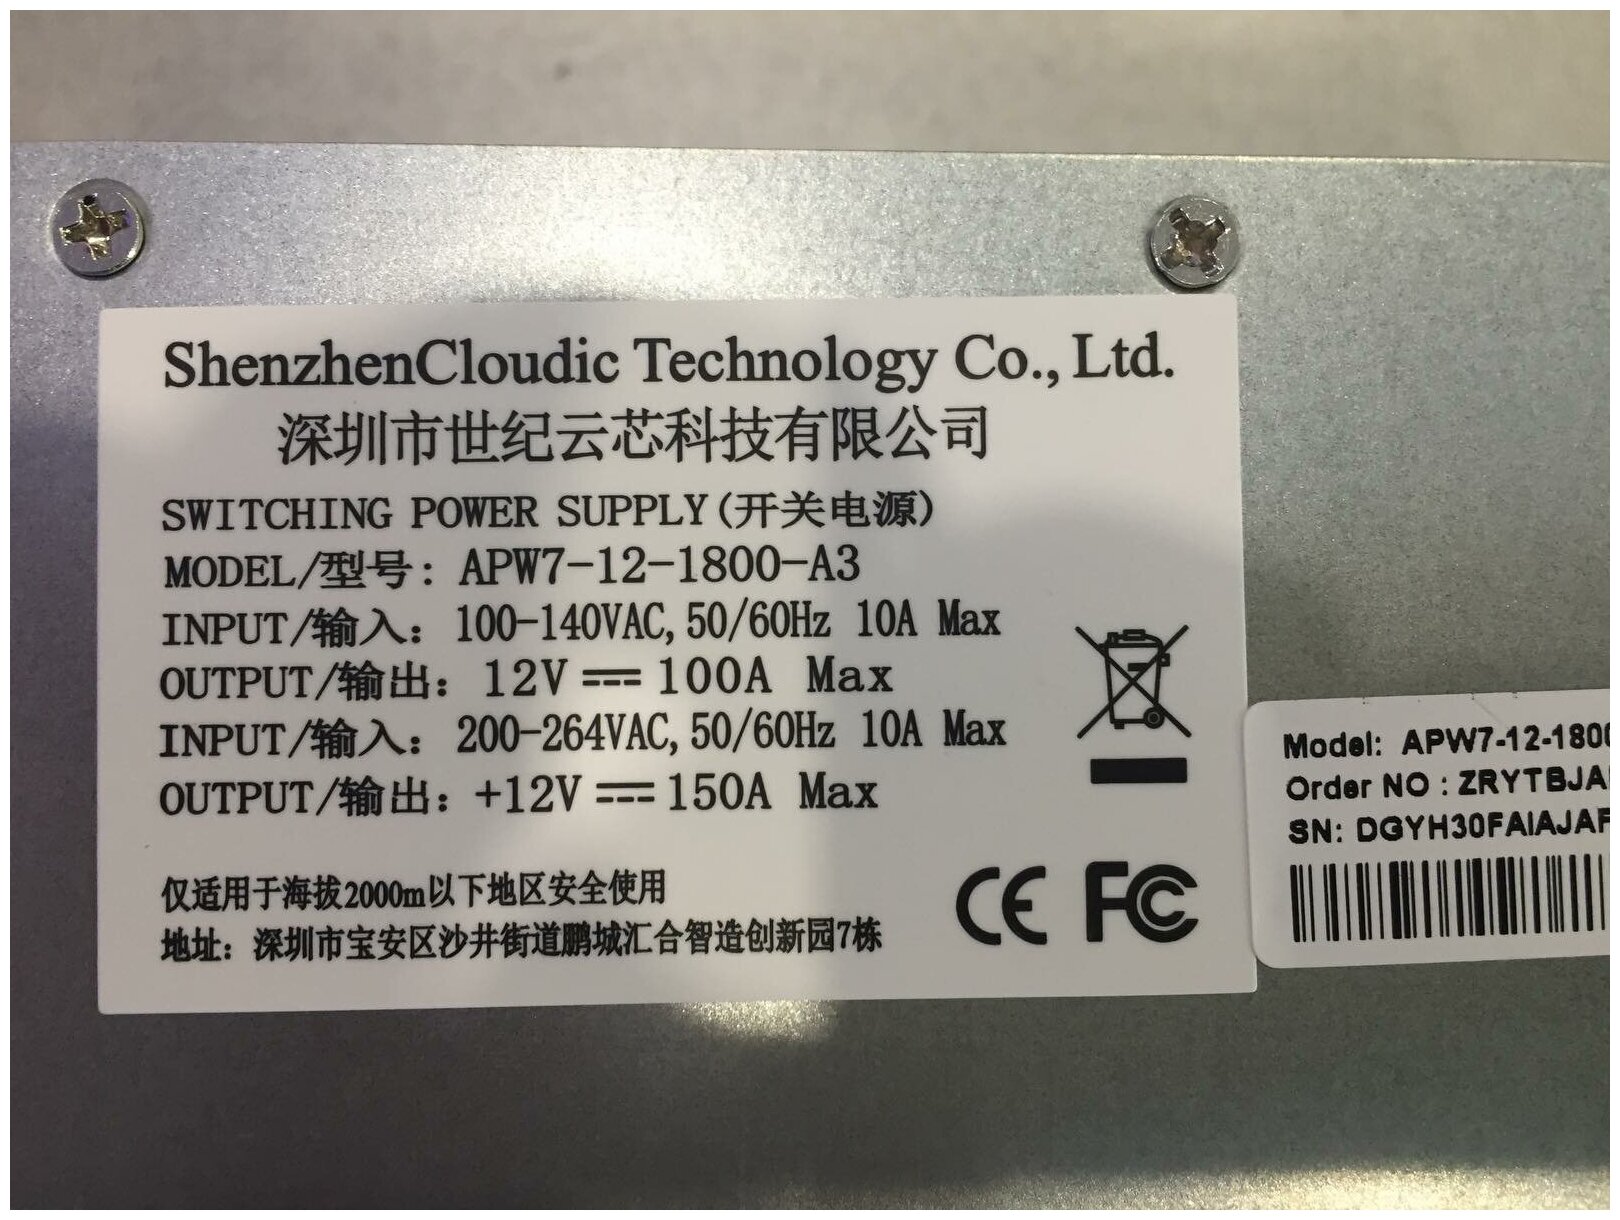 ShenzhenCloudic Technology Co., Ltd.
深圳市世纪云芯科技有限公司
SWITCHING POWER SUPPLY(开关电源)
MODEL/型号: APW7-12-1800-A3
INPUT/输入: 100-140VAC, 50/60Hz 10A Max
OUTPUT/输出: 12V 100A Max
INPUT/输入: 200-264VAC, 50/60Hz 10A Max
OUTPUT/输出: +12V 150A Max
仅适用于海拔2000m以下地区安全使用
地址: 深圳市宝安区沙井街道鹏城汇合智造创新园7栋
CE FC
Model: APW7-12-1800
Order NO : ZRYTBJA
SN: DGYH30FAIAJAF